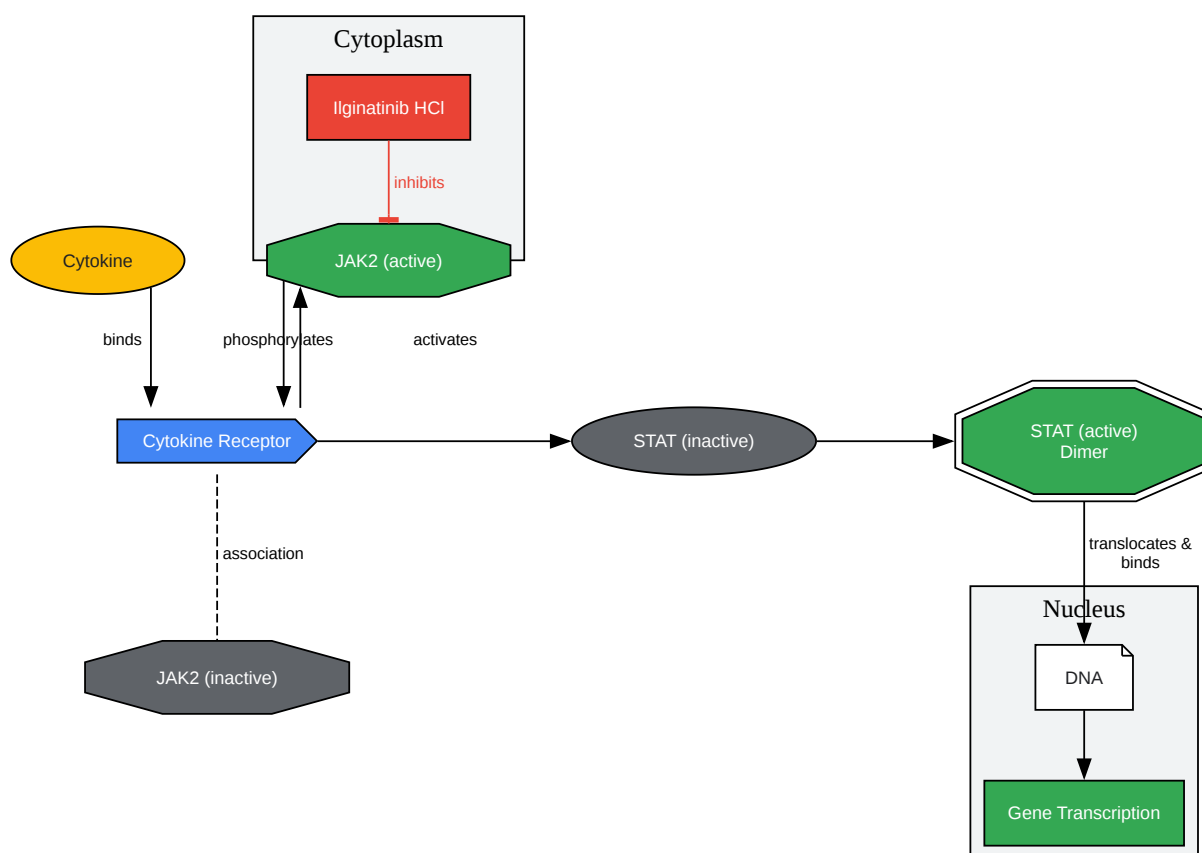 Cytoplasm
Ilginatinib HCl
inhibits
Cytokine
JAK2 (active)
binds
phosphorylates
activates
Cytokine Receptor
STAT (inactive)
STAT (active)
Dimer
association
translocates &
binds
Nucleus
JAK2 (inactive)
DNA
Gene Transcription